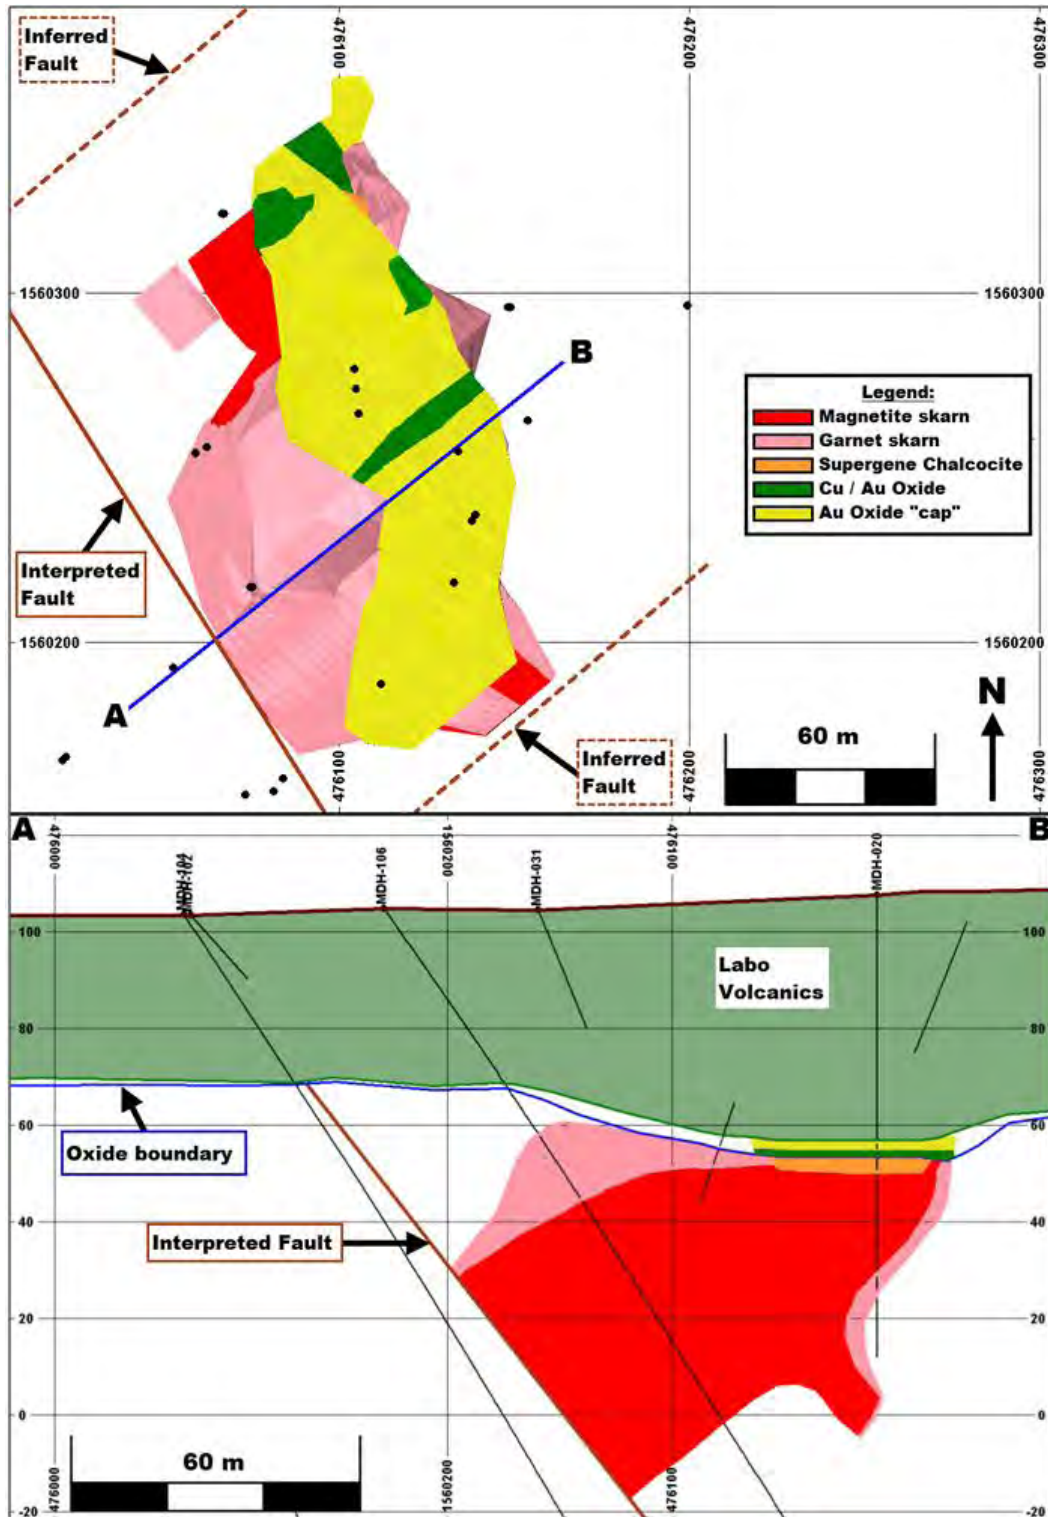 Inferred
Fault
476100
476200
476300
1560300
1560300
B
Legend:
Magnetite skarn
Garnet skarn
Supergene Chalcocite
Cu / Au Oxide
Au Oxide "cap"
Interpreted
Fault
1560200
1560200
A
N
60 m
Inferred
Fault
476100
476200
476300
A
B
476000
1560200
476100
MDH-102
MDH-106
MDH-031
MDH-020
100
100
Labo
Volcanics
80
80
60
60
Oxide boundary
40
40
Interpreted Fault
20
20
0
0
60 m
476000
1560200
476100
-20
-20